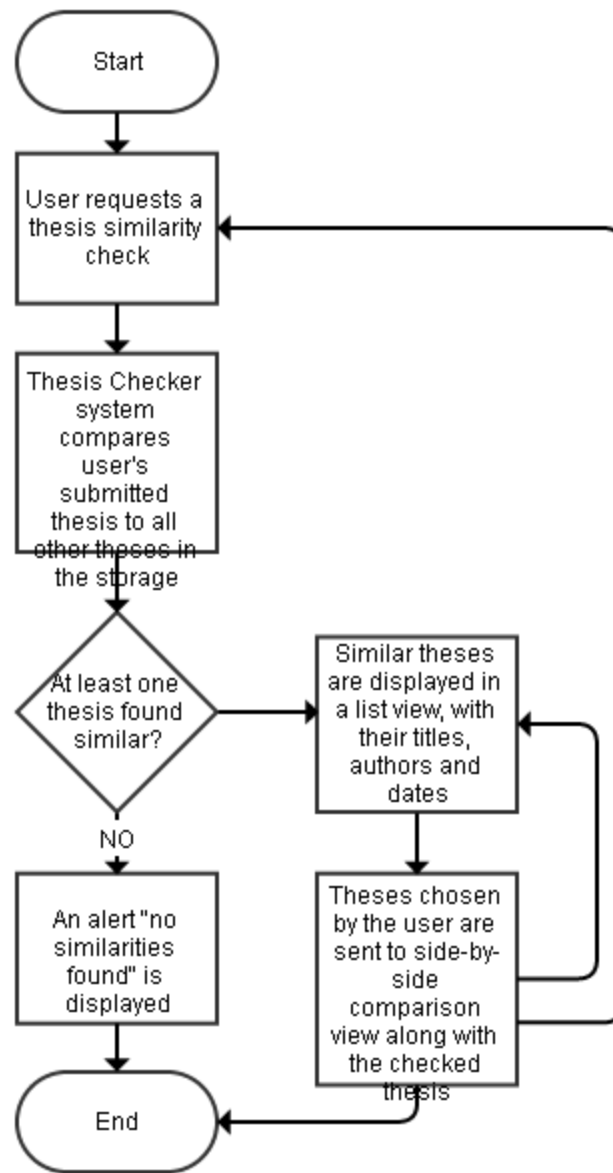 Start
User requests a
thesis similarity
check
Thesis Checker
system
compares
user's
submitted
thesis to all
other theses in
the storage
At least one
thesis found
similar?
Similar theses
are displayed in
a list view, with
their titles,
authors and
dates
NO
An alert "no
similarities
found" is
displayed
Theses chosen
by the user are
sent to side-by-
side
comparison
view along with
the checked
thesis
End